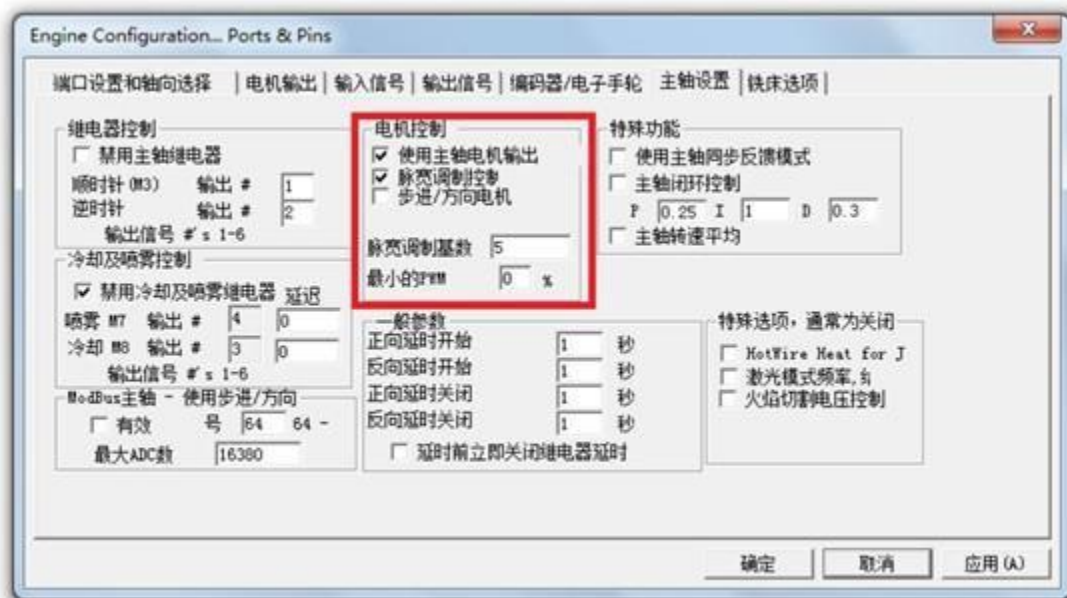 Engine Configuration... Ports & Pins
端口设置和轴向选择 电机输出 输入信号 输出信号 编码器/电子手轮 主轴设置 铣床选项
继电器控制
禁用主轴继电器
顺时针(M3) 输出 # 1
逆时针 输出 # 2
输出信号 #'s 1-6
冷却及喷雾控制
禁用冷却及喷雾继电器 延迟
喷雾 M7 输出 # 4 0
冷却 M8 输出 # 3 0
输出信号 #'s 1-6
ModBus主轴 - 使用步进/方向
有效 号 64 64 -
最大ADC数 16380
电机控制
使用主轴电机输出
脉宽调制控制
步进/方向电机
脉宽调制基数 5
最小的PWM 0 %
一般参数
正向延时开始 1 秒
反向延时开始 1 秒
正向延时关闭 1 秒
反向延时关闭 1 秒
延时前立即关闭继电器延时
特殊功能
使用主轴同步反馈模式
主轴闭环控制
P 0.25 I 1 D 0.3
主轴转速平均
特殊选项，通常为关闭
HotWire Heat for J
激光模式频率,
火焰切割电压控制
确定 取消 应用(A)